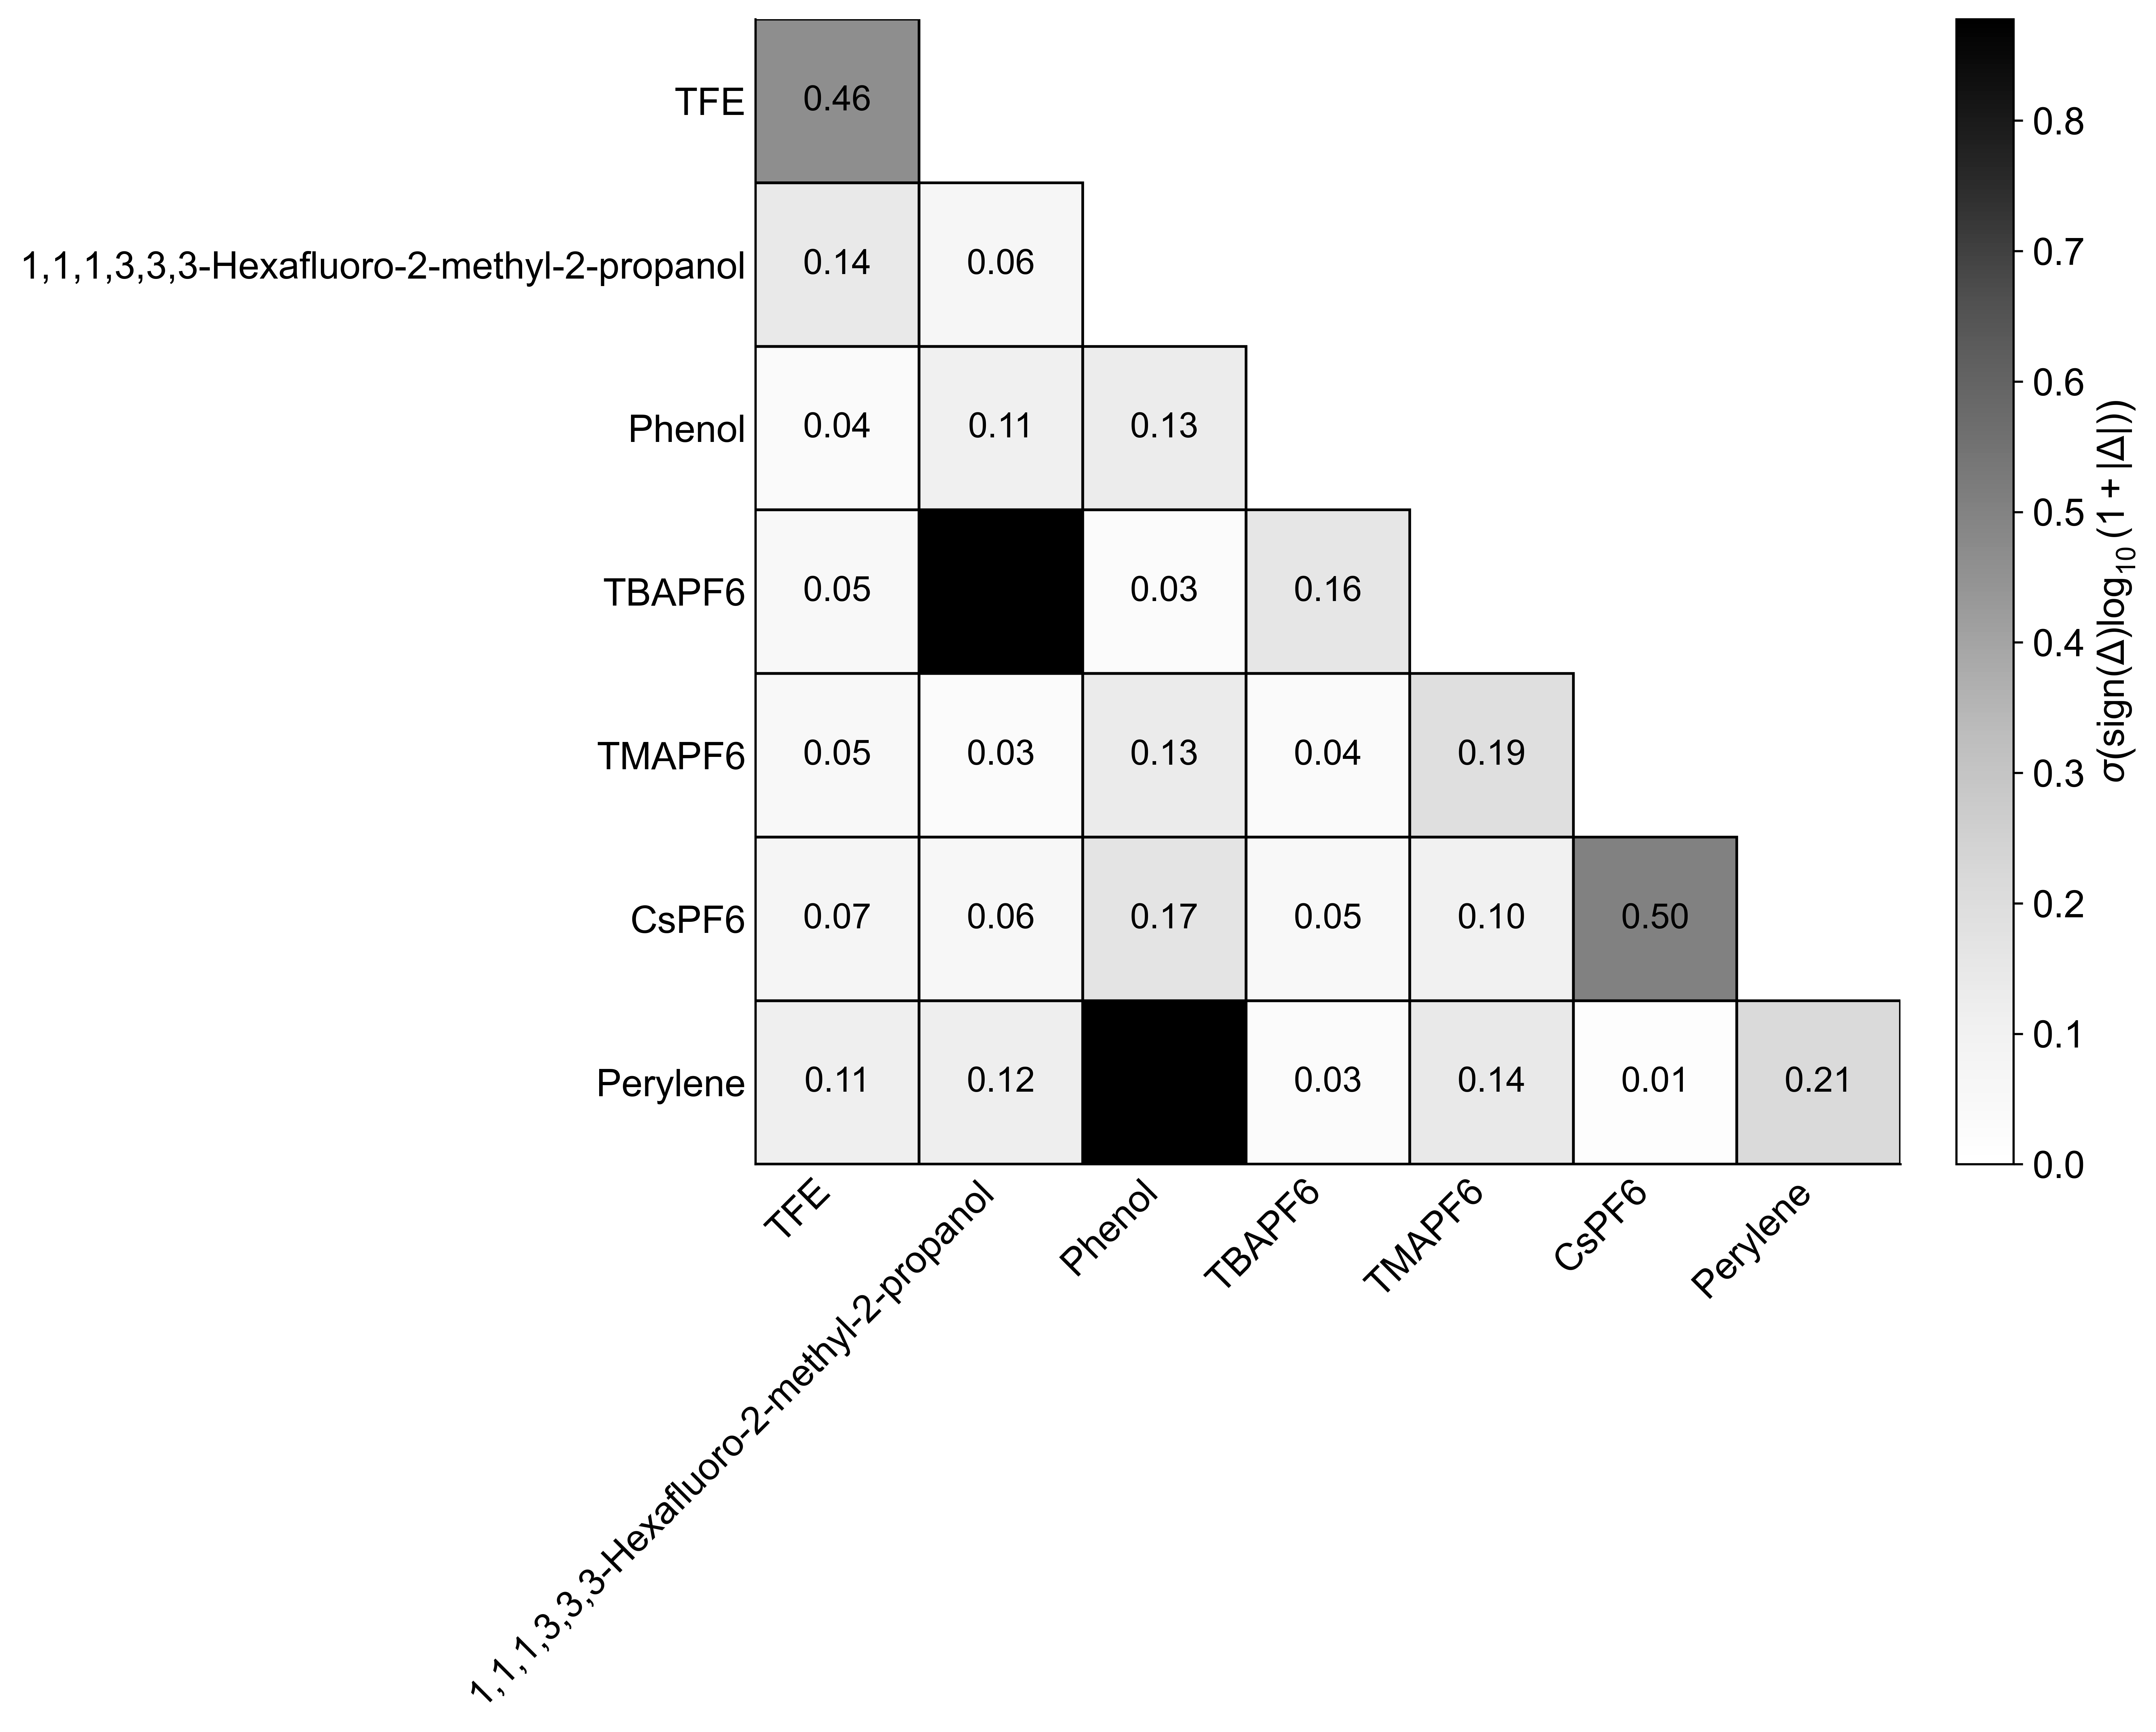 TFE 0.46
1,1,1,3,3,3-Hexafluoro-2-methyl-2-propanol 0.14 0.06
Phenol 0.04 0.11 0.13
TBAPF6 0.05 0.03 0.16
TMAPF6 0.05 0.03 0.13 0.04 0.19
CsPF6 0.07 0.06 0.17 0.05 0.10 0.50
Perylene 0.11 0.12 0.03 0.14 0.01 0.21
TFE
1,1,1,3,3,3-Hexafluoro-2-methyl-2-propanol
Phenol
TBAPF6
TMAPF6
CsPF6
Perylene
0.8
0.7
0.6
0.5
0.4
0.3
0.2
0.1
0.0
σ(sign(Δ)log₁₀ (1 + |Δ|))